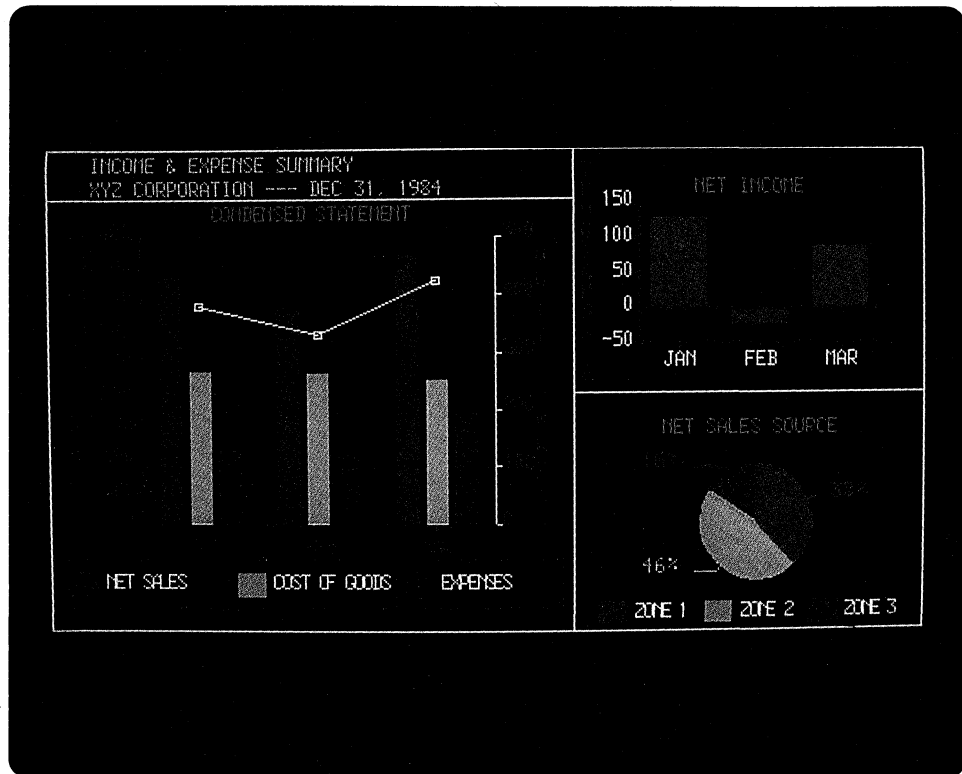 INCOME & EXPENSE SUMMARY
XYZ CORPORATION --- DEC 31, 1984
CONDENSED STATEMENT
NET SALES COST OF GOODS EXPENSES
NET INCOME
150
100
50
0
-50
JAN FEB MAR
NET SALES SOURCE
46%
ZONE 1 ZONE 2 ZONE 3